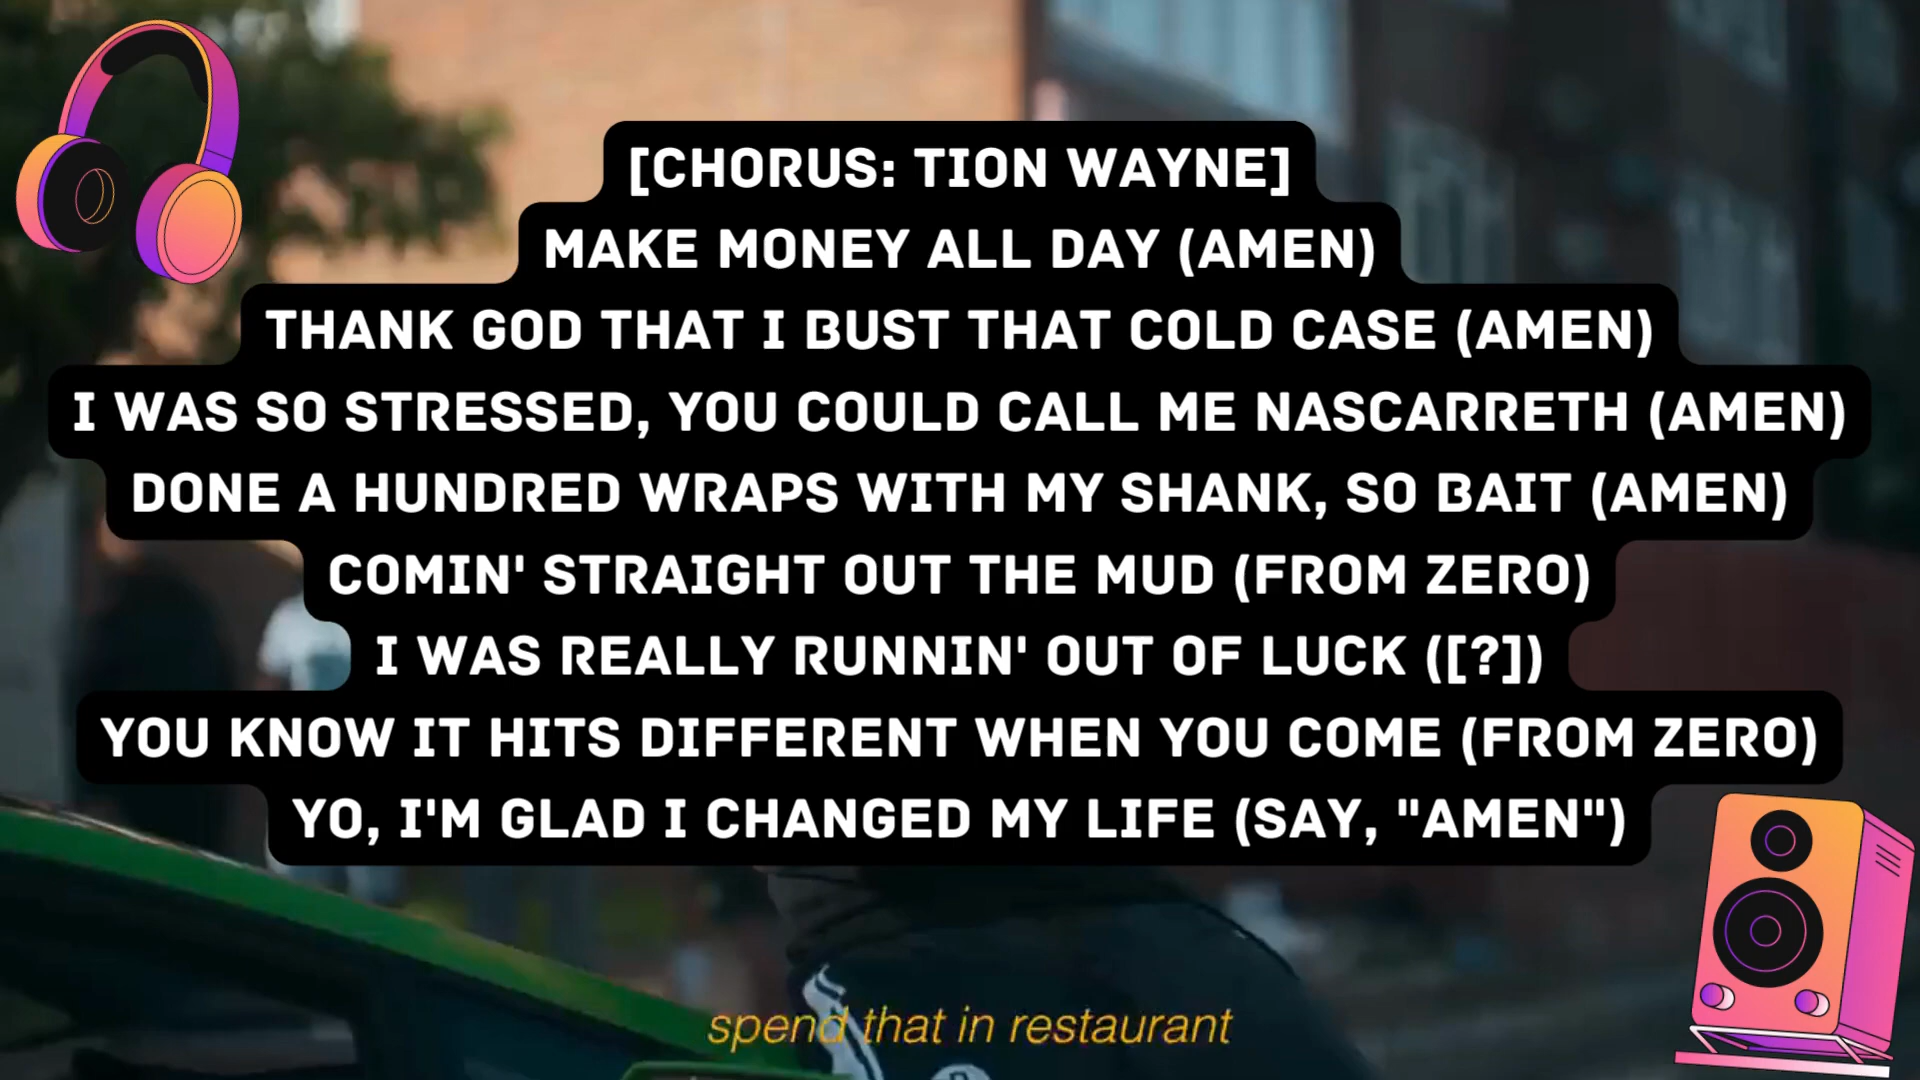 [CHORUS: TION WAYNE]
MAKE MONEY ALL DAY (AMEN)
THANK GOD THAT I BUST THAT COLD CASE (AMEN)
I WAS SO STRESSED, YOU COULD CALL ME NASCARRETH (AMEN)
DONE A HUNDRED WRAPS WITH MY SHANK, SO BAIT (AMEN)
COMIN' STRAIGHT OUT THE MUD (FROM ZERO)
I WAS REALLY RUNNIN' OUT OF LUCK ([?])
YOU KNOW IT HITS DIFFERENT WHEN YOU COME (FROM ZERO)
YO, I'M GLAD I CHANGED MY LIFE (SAY, "AMEN")
spend that in restaurant